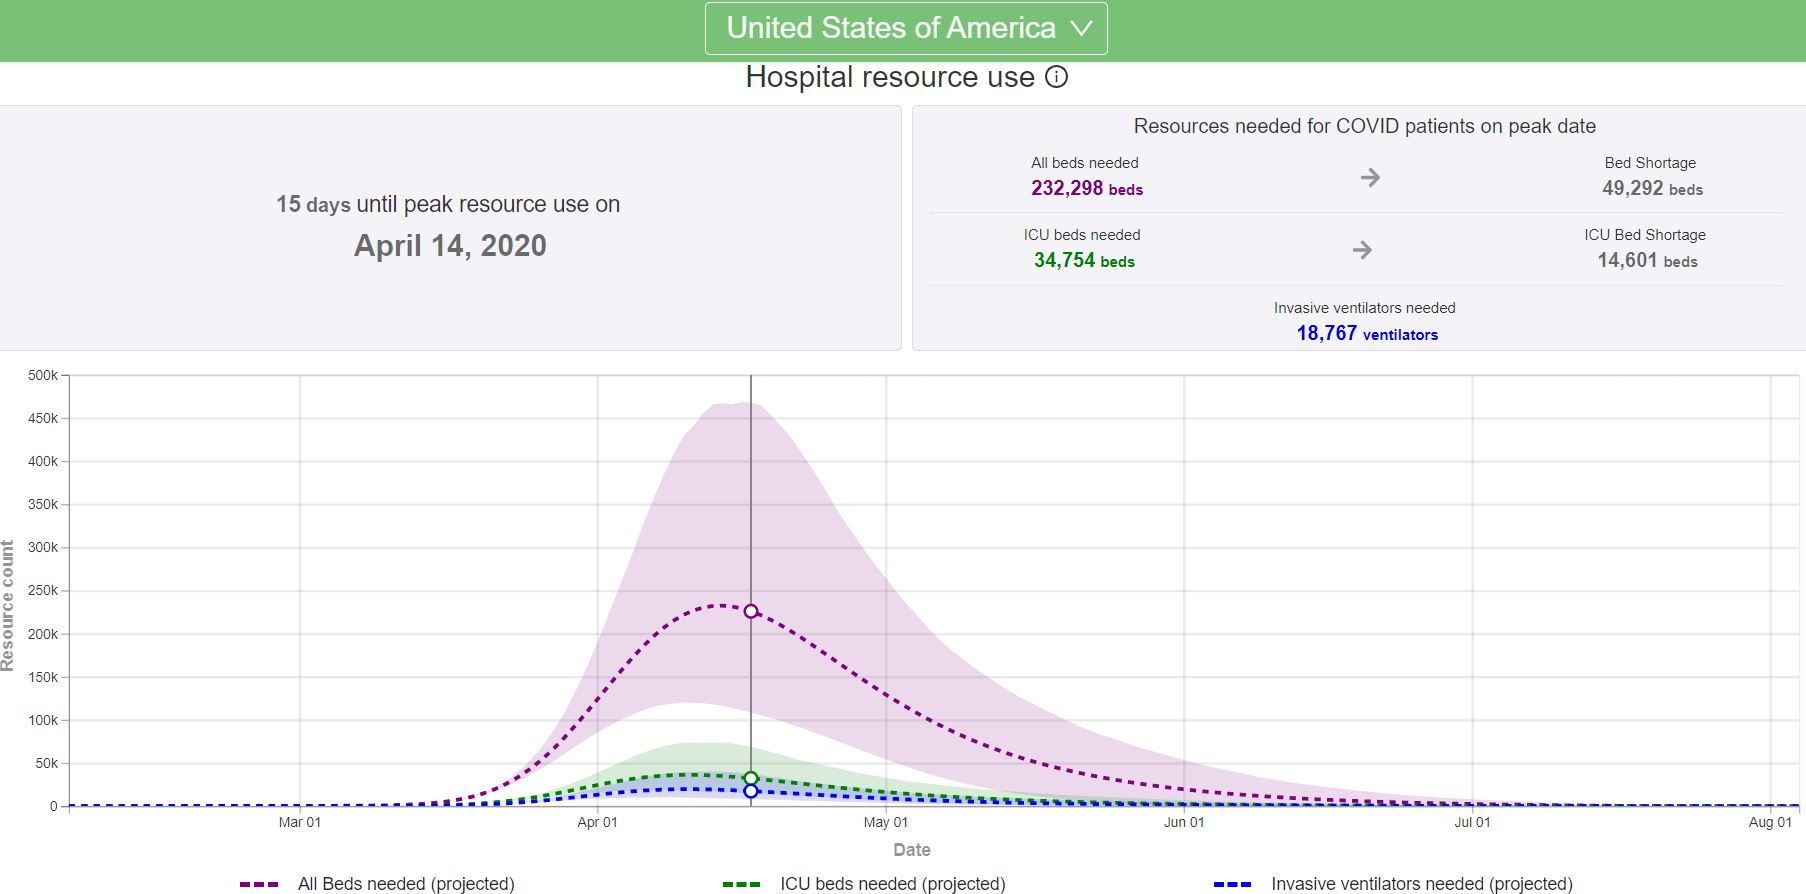 United States of America
Hospital resource use
15 days until peak resource use on
April 14, 2020
Resources needed for COVID patients on peak date
All beds needed
232,298 beds
Bed Shortage
49,292 beds
ICU beds needed
34,754 beds
ICU Bed Shortage
14,601 beds
Invasive ventilators needed
18,767 ventilators
Resource count
500k
450k
400k
350k
300k
250k
200k
150k
100k
50k
0
Mar 01
Apr 01
May 01
Jun 01
Jul 01
Aug 01
Date
All Beds needed (projected)
ICU beds needed (projected)
Invasive ventilators needed (projected)